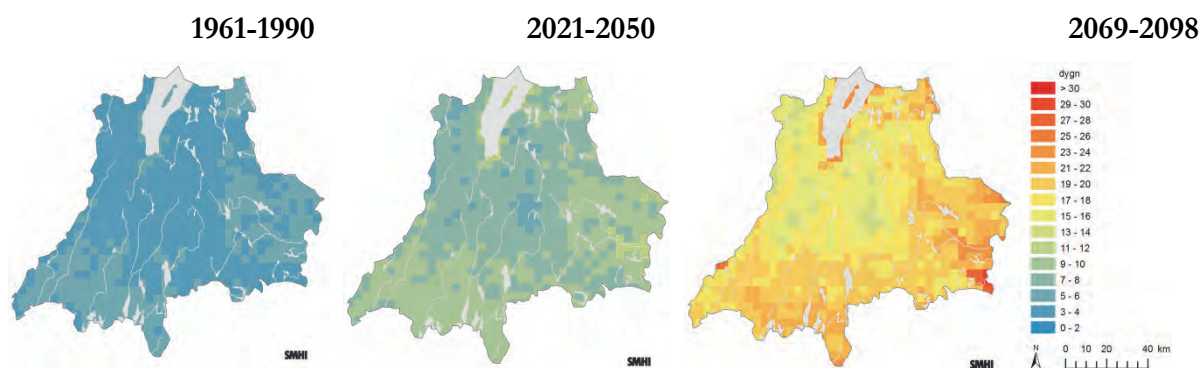 1961-1990
2021-2050
2069-2098
dygn
> 30
29 - 30
27 - 28
25 - 26
23 - 24
21 - 22
19 - 20
17 - 18
15 - 16
13 - 14
11 - 12
9 - 10
7 - 8
5 - 6
3 - 4
0 - 2
SMHI
SMHI
SMHI
N
0 10 20 40 km